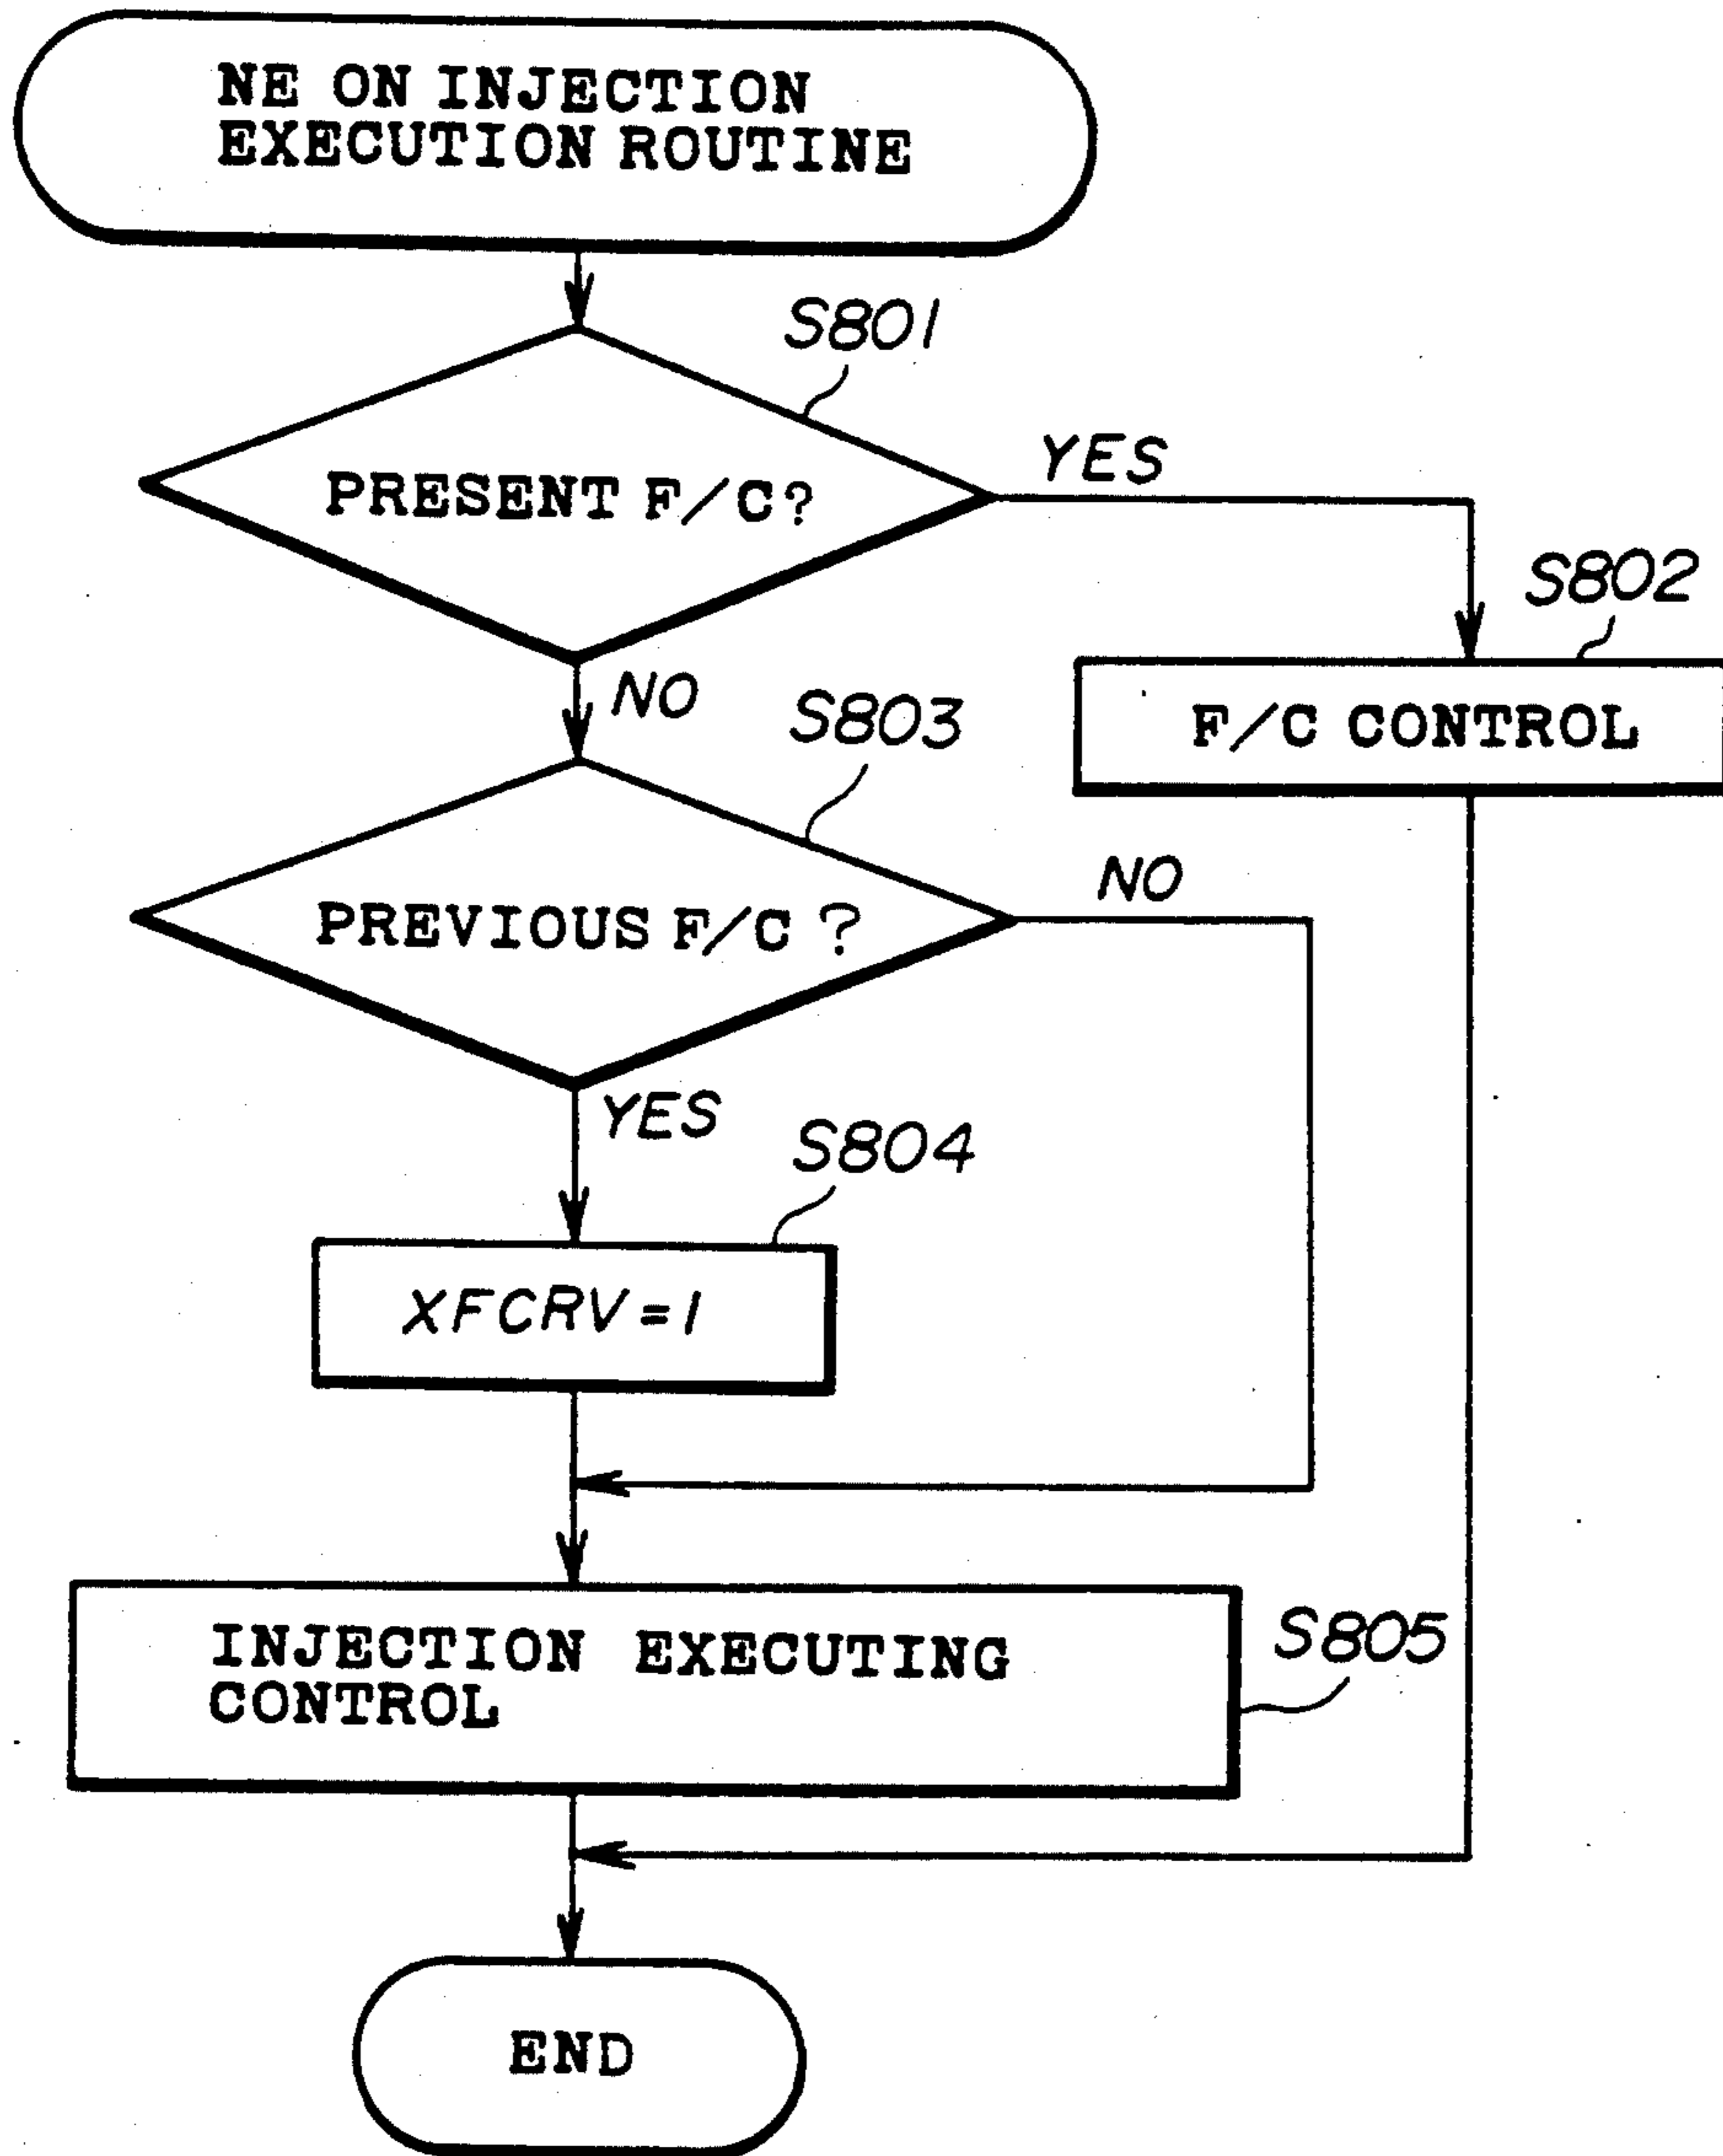 NE ON INJECTION
EXECUTION ROUTINE
S801
PRESENT F/C?
YES
S802
F/C CONTROL
NO
S803
PREVIOUS F/C ?
NO
YES
S804
XFCRV=1
INJECTION EXECUTING
CONTROL
S805
END